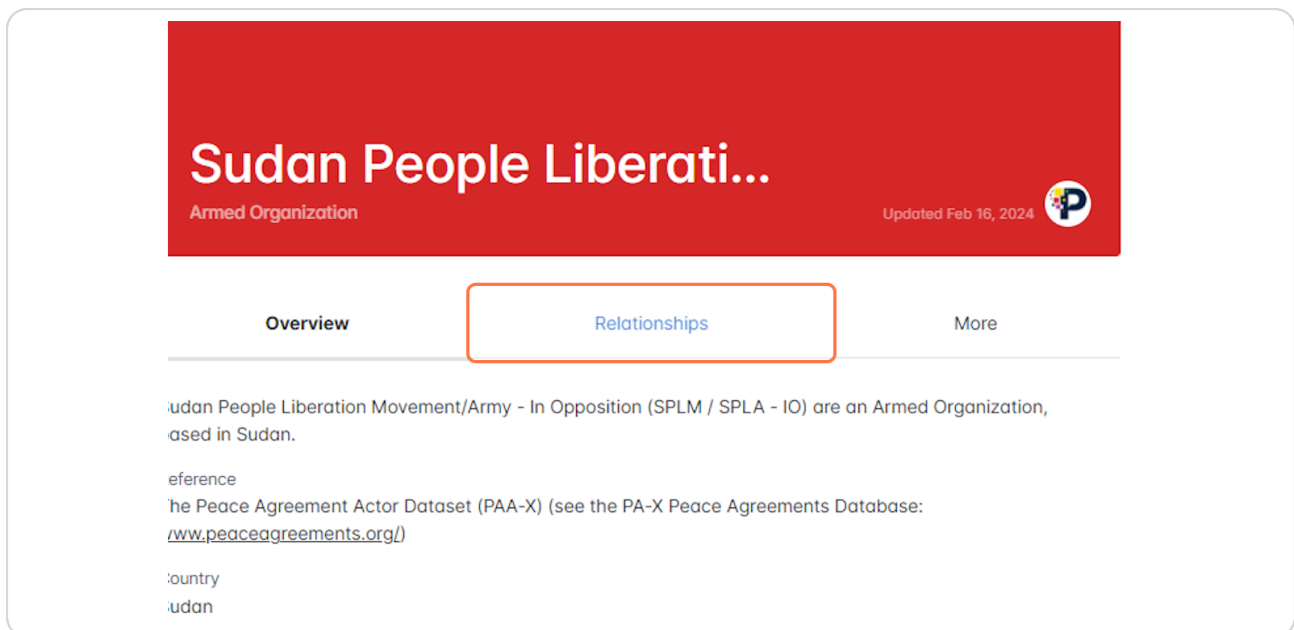 Sudan People Liberati...
Armed Organization
Updated Feb 16, 2024
P
Overview
Relationships
More
udan People Liberation Movement/Army - In Opposition (SPLM / SPLA - IO) are an Armed Organization,
ased in Sudan.
eference
he Peace Agreement Actor Dataset (PAA-X) (see the PA-X Peace Agreements Database:
ww.peaceagreements.org/)
ountry
udan